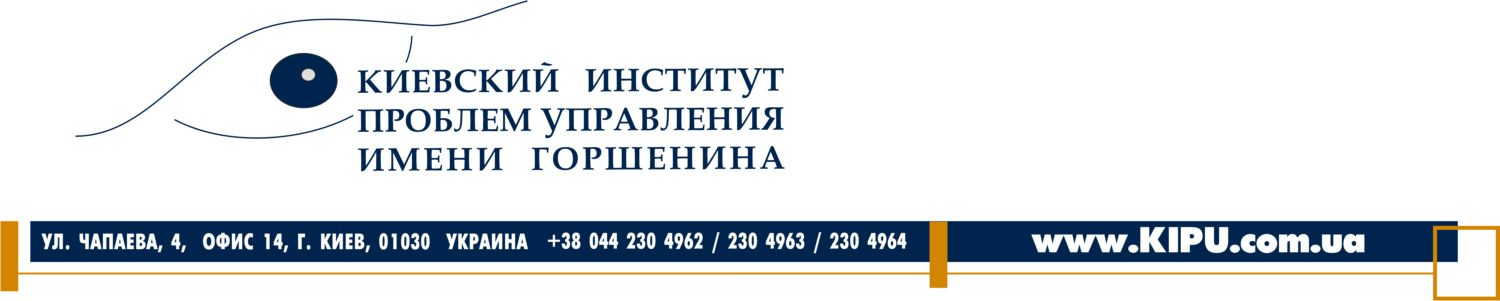 КИЕВСКИЙ ИНСТИТУТ
ПРОБЛЕМ УПРАВЛЕНИЯ
ИМЕНИ ГОРШЕНИНА
УЛ. ЧАПАЕВА, 4, ОФИС 14, Г. КИЕВ, 01030 УКРАИНА +38 044 230 4962 / 230 4963 / 230 4964 www.KIPU.com.ua